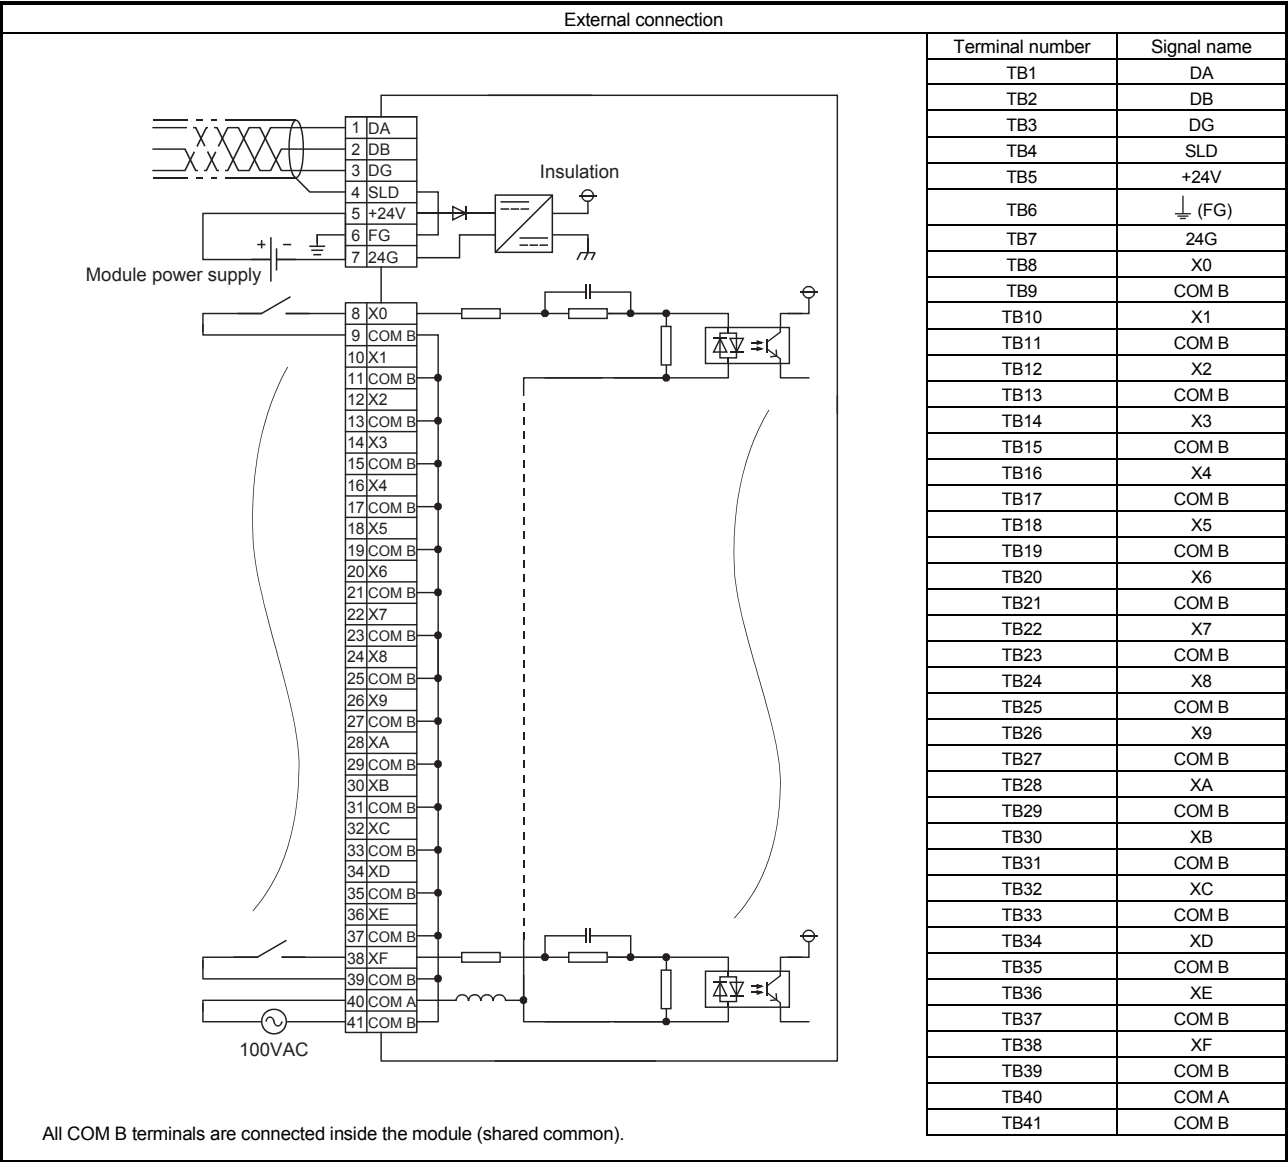 External connection
1 DA
2 DB
3 DG
4 SLD
5 +24V
6 FG
7 24G
Insulation
+ -
Module power supply
8 X0
9 COM B
10 X1
11 COM B
12 X2
13 COM B
14 X3
15 COM B
16 X4
17 COM B
18 X5
19 COM B
20 X6
21 COM B
22 X7
23 COM B
24 X8
25 COM B
26 X9
27 COM B
28 XA
29 COM B
30 XB
31 COM B
32 XC
33 COM B
34 XD
35 COM B
36 XE
37 COM B
38 XF
39 COM B
40 COM A
41 COM B
100VAC
All COM B terminals are connected inside the module (shared common).
Terminal number Signal name
TB1 DA
TB2 DB
TB3 DG
TB4 SLD
TB5 +24V
TB6 (FG)
TB7 24G
TB8 X0
TB9 COM B
TB10 X1
TB11 COM B
TB12 X2
TB13 COM B
TB14 X3
TB15 COM B
TB16 X4
TB17 COM B
TB18 X5
TB19 COM B
TB20 X6
TB21 COM B
TB22 X7
TB23 COM B
TB24 X8
TB25 COM B
TB26 X9
TB27 COM B
TB28 XA
TB29 COM B
TB30 XB
TB31 COM B
TB32 XC
TB33 COM B
TB34 XD
TB35 COM B
TB36 XE
TB37 COM B
TB38 XF
TB39 COM B
TB40 COM A
TB41 COM B